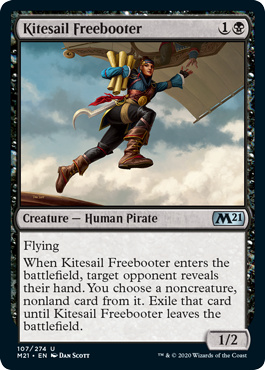 Kitesail Freebooter 1
Creature — Human Pirate M21
Flying
When Kitesail Freebooter enters the
battlefield, target opponent reveals
their hand. You choose a noncreature,
nonland card from it. Exile that card
until Kitesail Freebooter leaves the
battlefield.
1/2
107/274 U
M21 • EN Dan Scott ™ & © 2020 Wizards of the Coast